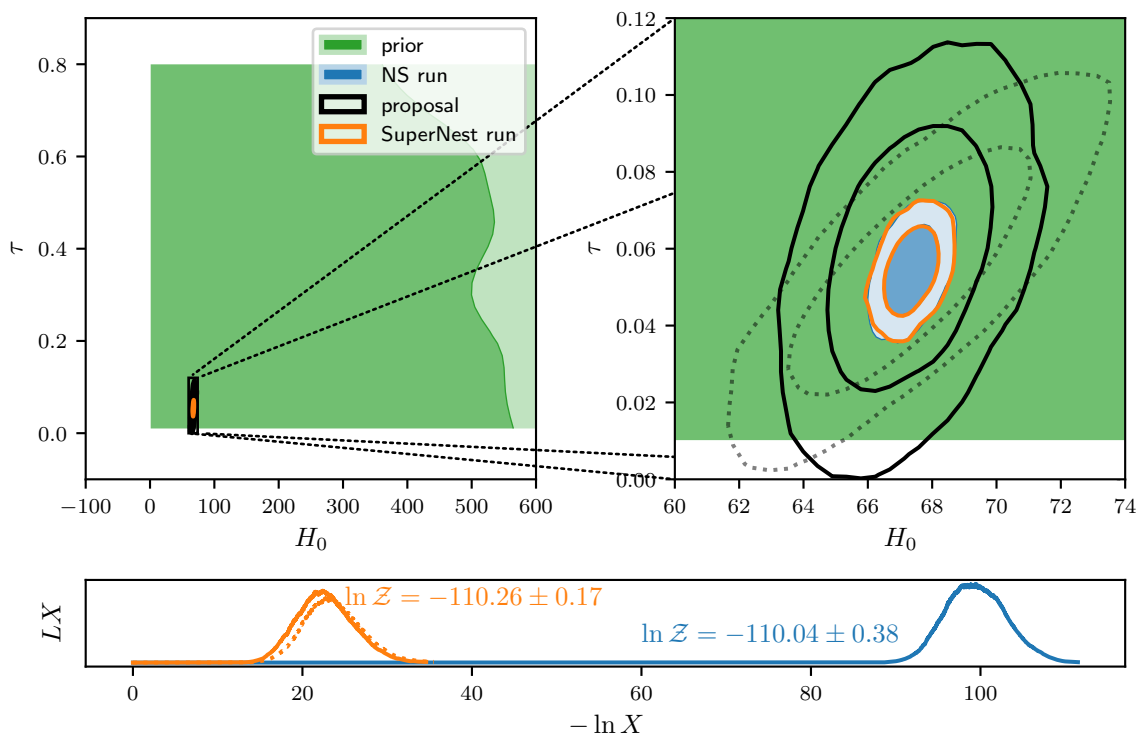 prior
NS run
proposal
SuperNest run
0.8
0.6
0.4
0.2
0.0
τ
−100 0 100 200 300 400 500 600
H₀
0.12
0.10
0.08
0.06
0.04
0.02
0.00
τ
60 62 64 66 68 70 72 74
H₀
ln 𝒵 = −110.26 ± 0.17
ln 𝒵 = −110.04 ± 0.38
LX
0 20 40 60 80 100
− ln X